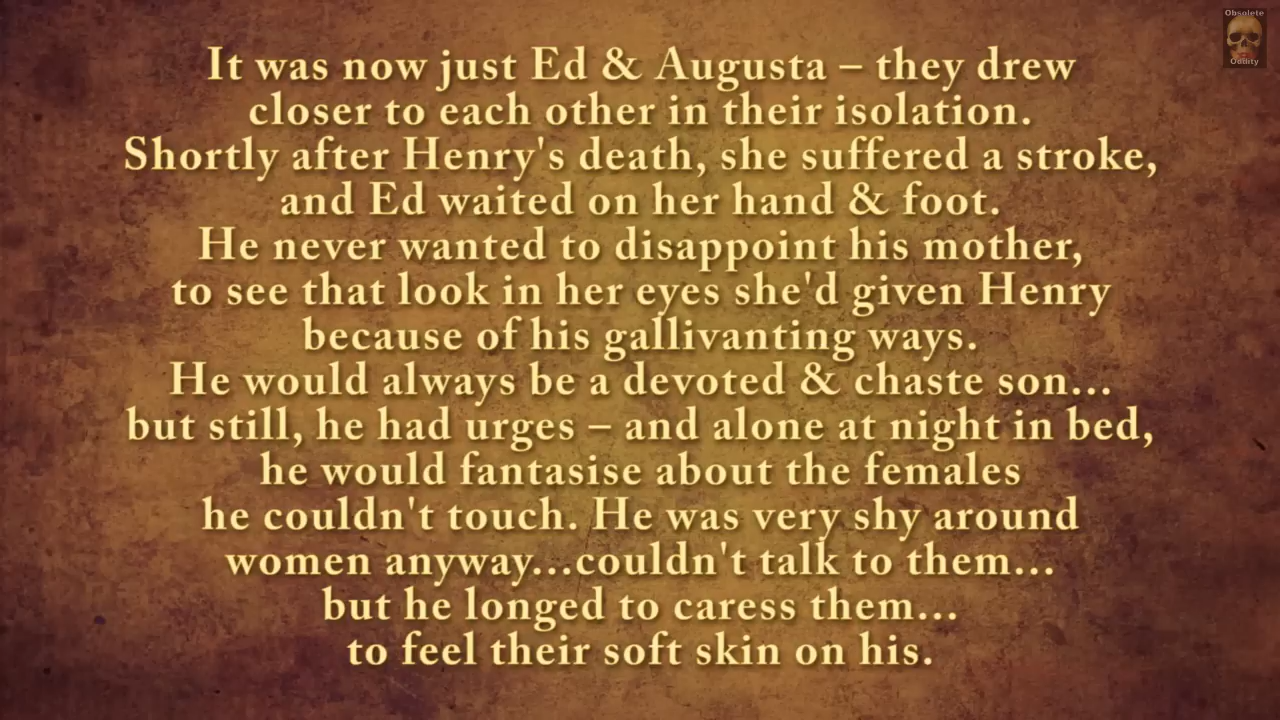 Obsolete
Oddity
It was now just Ed & Augusta – they drew
closer to each other in their isolation.
Shortly after Henry's death, she suffered a stroke,
and Ed waited on her hand & foot.
He never wanted to disappoint his mother,
to see that look in her eyes she'd given Henry
because of his gallivanting ways.
He would always be a devoted & chaste son...
but still, he had urges – and alone at night in bed,
he would fantasise about the females
he couldn't touch. He was very shy around
women anyway...couldn't talk to them...
but he longed to caress them...
to feel their soft skin on his.